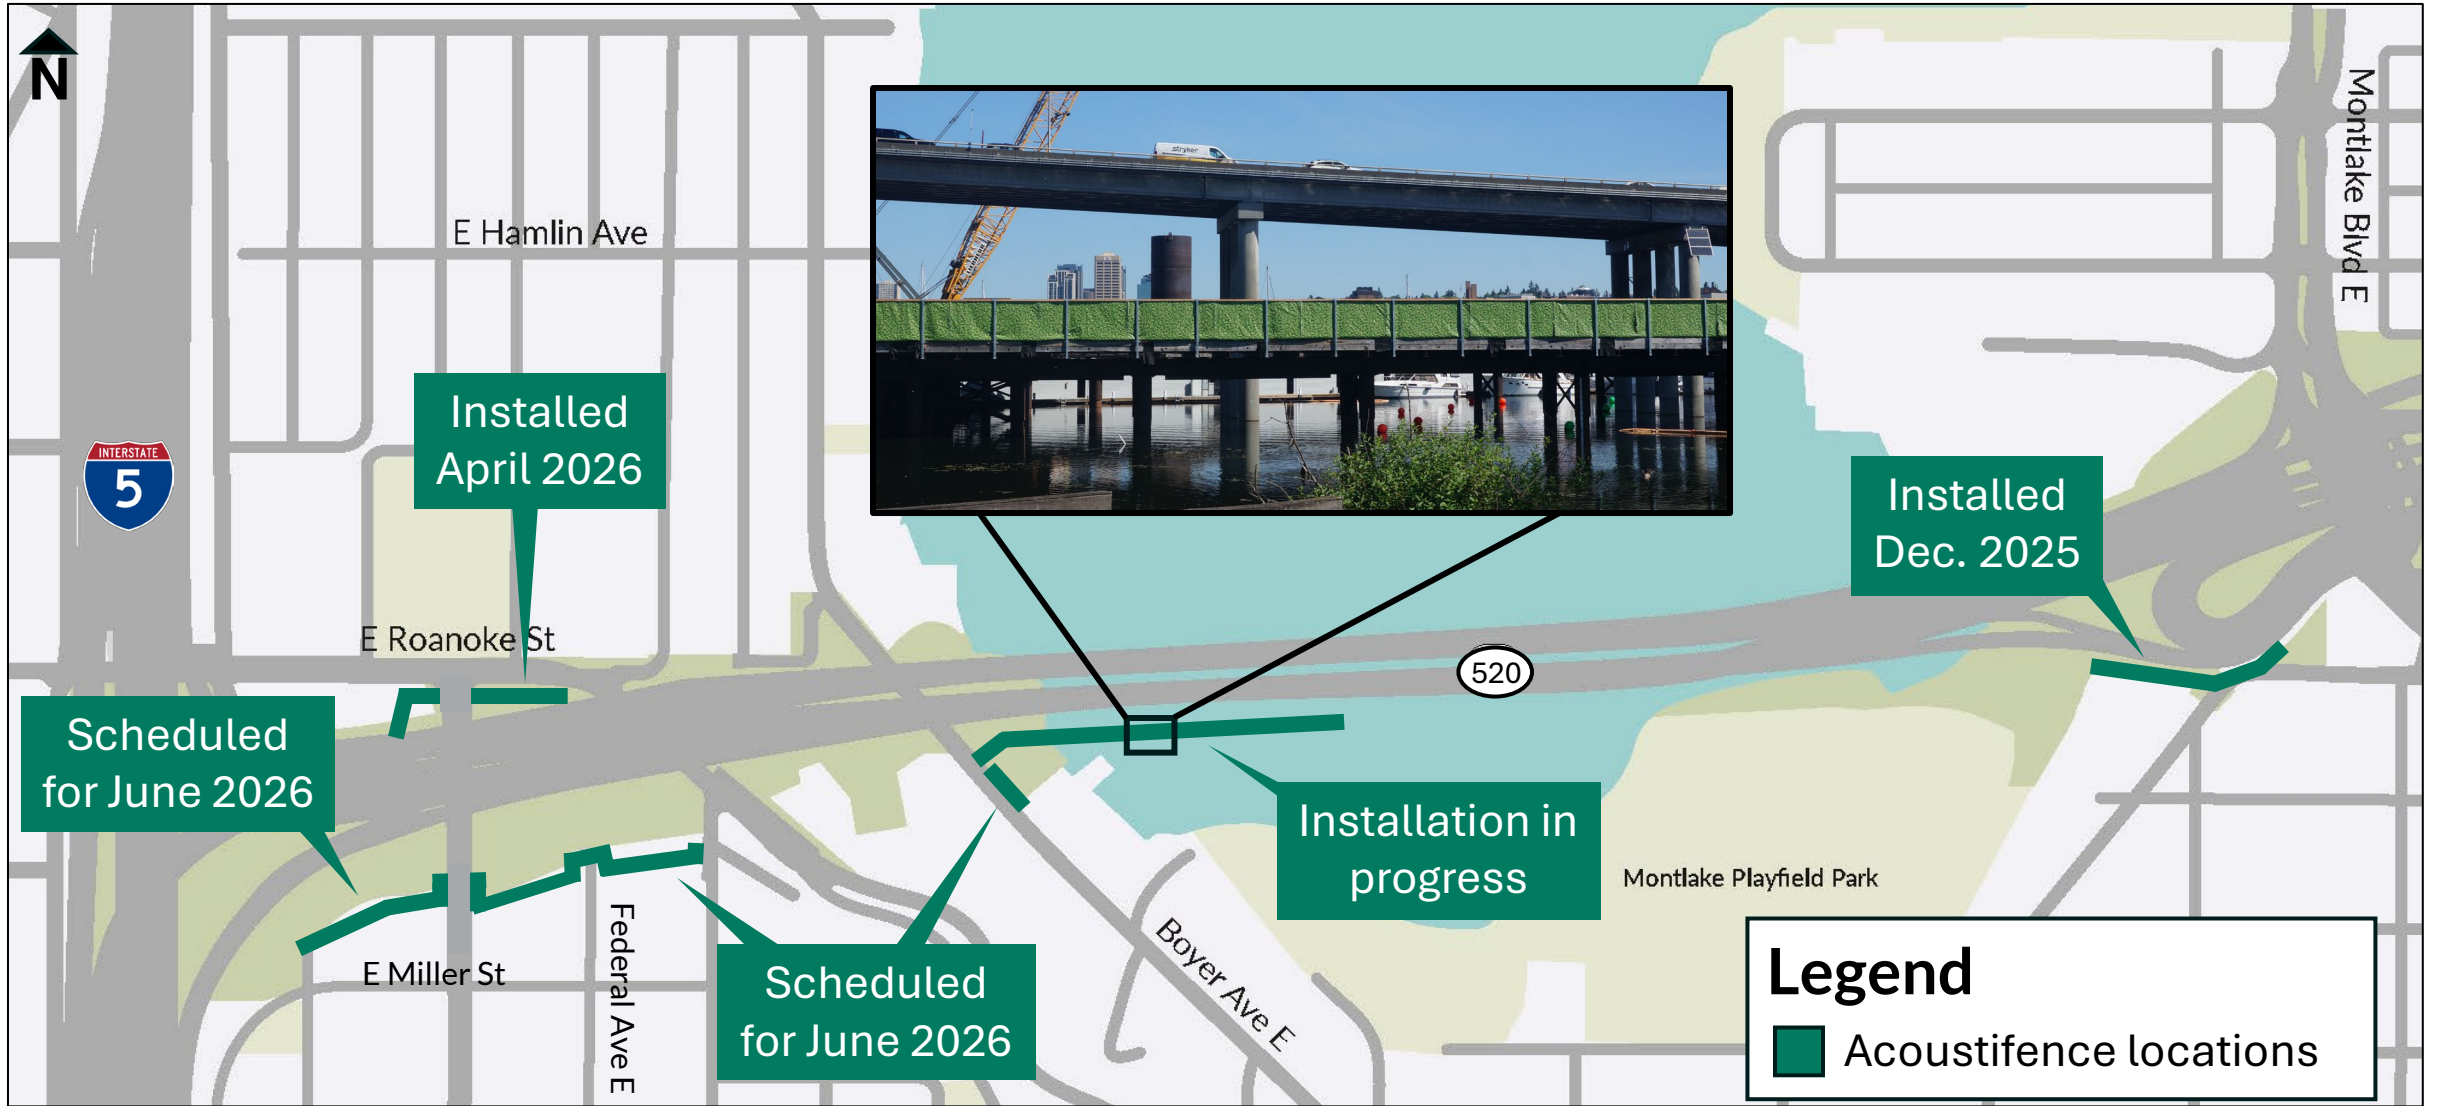 N
Montlake Blvd E
stryker
E Hamlin Ave
Installed
April 2026
INTERSTATE
5
Installed
Dec. 2025
E Roanoke St
520
Scheduled
for June 2026
Installation in
progress
Montlake Playfield Park
Federal Ave E
Boyer Ave E
E Miller St
Scheduled
for June 2026
Legend
Acoustifence locations